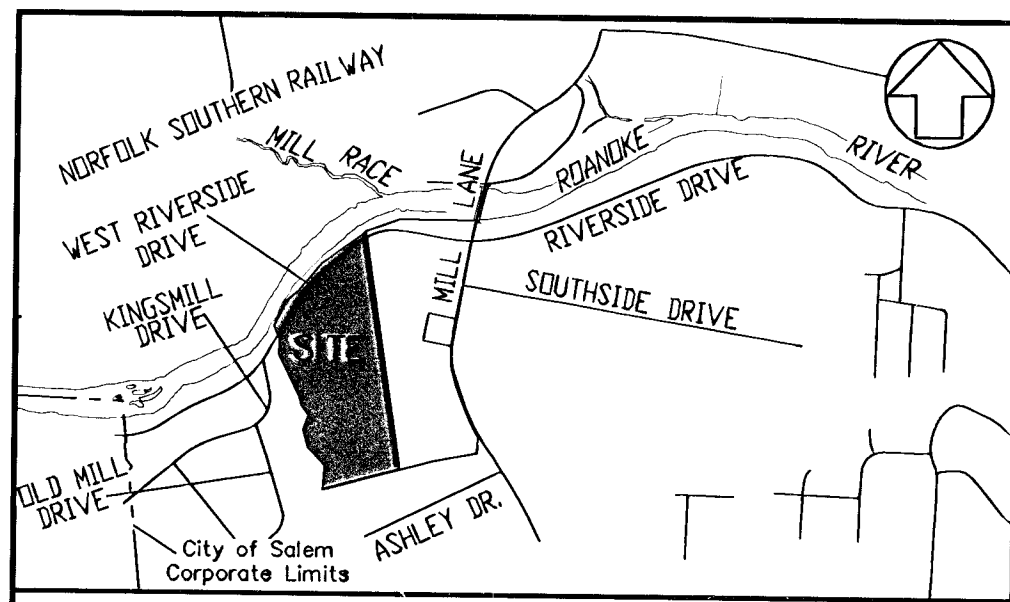 NORFOLK SOUTHERN RAILWAY
MILL RACE
ROANOKE
RIVER
WEST RIVERSIDE
DRIVE
MILL LANE
RIVERSIDE DRIVE
KINGSMILL
DRIVE
SOUTHSIDE DRIVE
SITE
OLD MILL
DRIVE
ASHLEY DR.
City of Salem
Corporate Limits